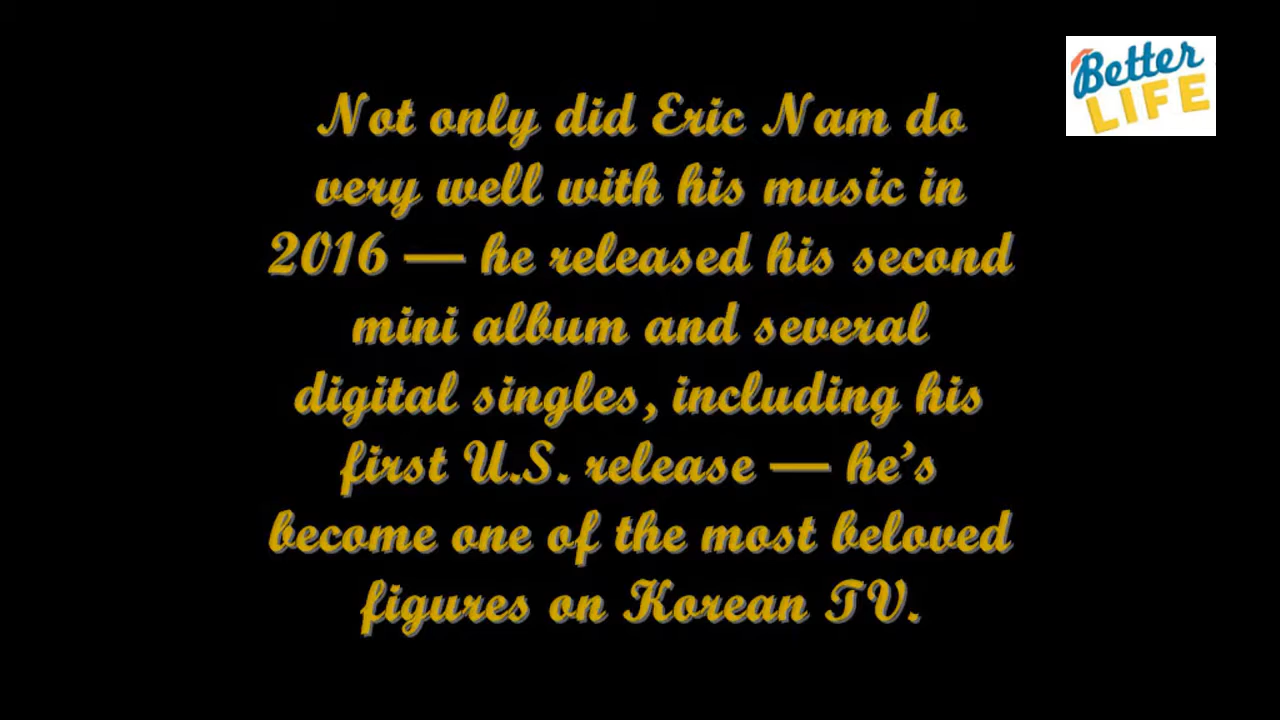 Better
LIFE
Not only did Eric Nam do
very well with his music in
2016 — he released his second
mini album and several
digital singles, including his
first U.S. release — he’s
become one of the most beloved
figures on Korean TV.